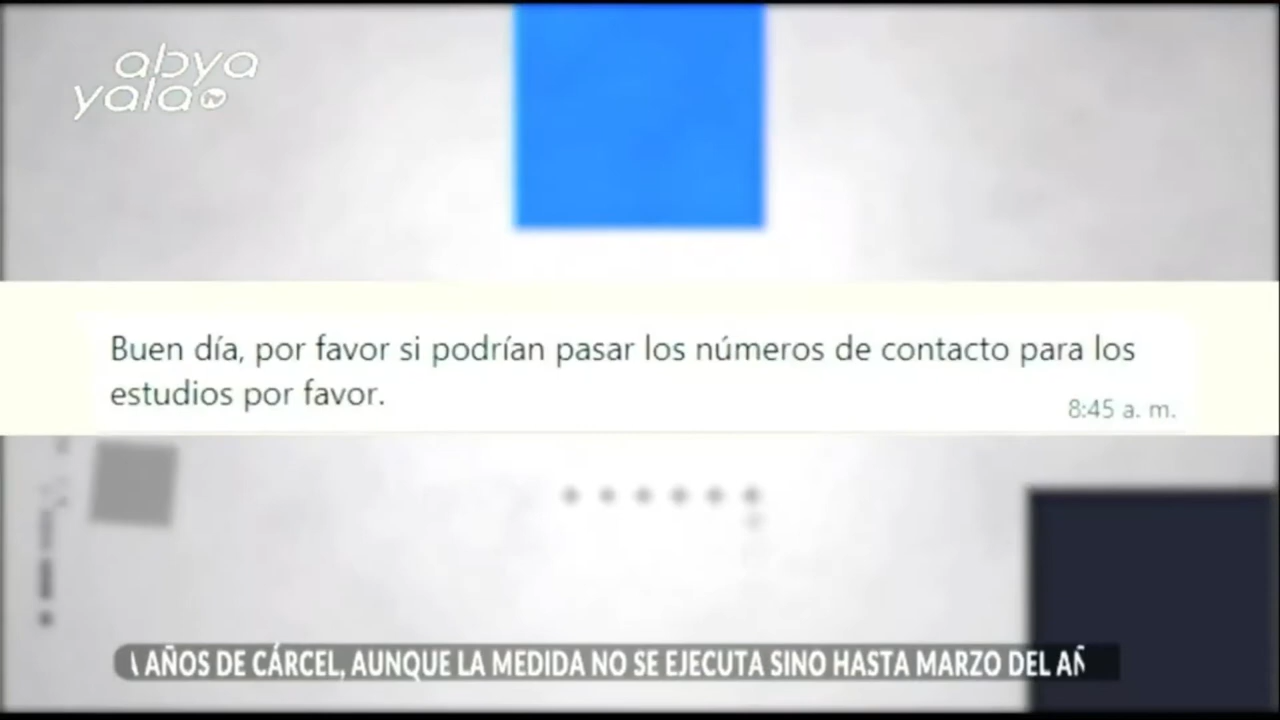 abya
yala tv
Buen día, por favor si podrían pasar los números de contacto para los
estudios por favor.
8:45 a. m.
AÑOS DE CÁRCEL, AUNQUE LA MEDIDA NO SE EJECUTA SINO HASTA MARZO DEL